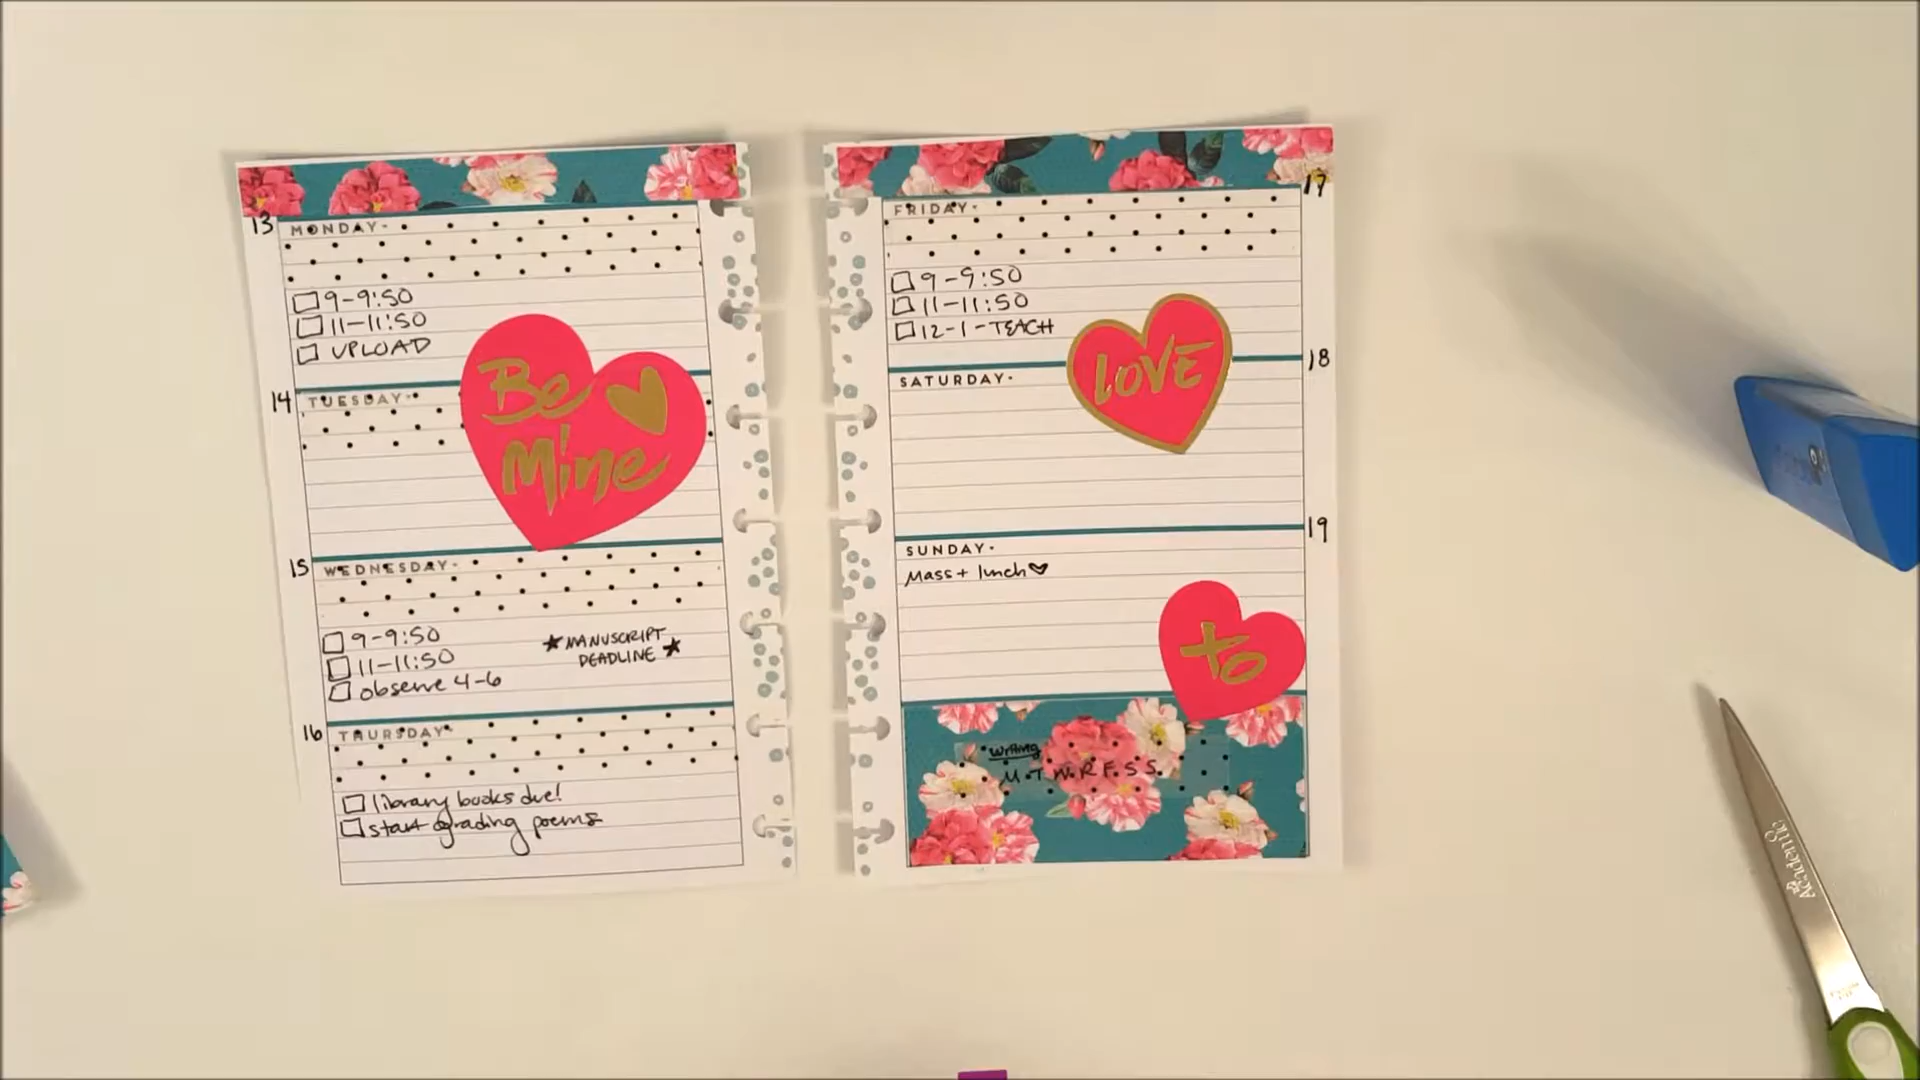 13
MONDAY-
9-9:50
11-11:50
UPLOAD
14
TUESDAY-
Be
Mine
15
WEDNESDAY-
9-9:50
11-11:50
observe 4-6
★MANUSCRIPT
DEADLINE★
16
THURSDAY-
library books due!
start grading poems
17
FRIDAY-
9-9:50
11-11:50
12-1-TEACH
LOVE
18
SATURDAY-
19
SUNDAY-
Mass + lunch♡
xo
Writing
M.T.W.R.F.S.S.